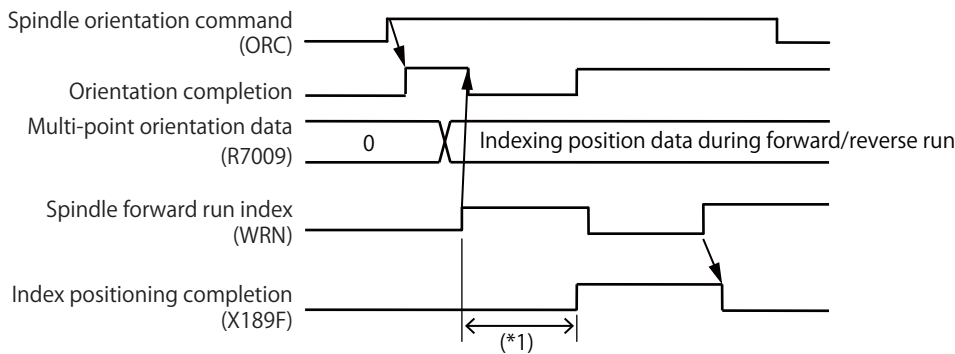 Spindle orientation command
(ORC)
Orientation completion
Multi-point orientation data
(R7009)
0
Indexing position data during forward/reverse run
Spindle forward run index
(WRN)
Index positioning completion
(X189F)
(*1)